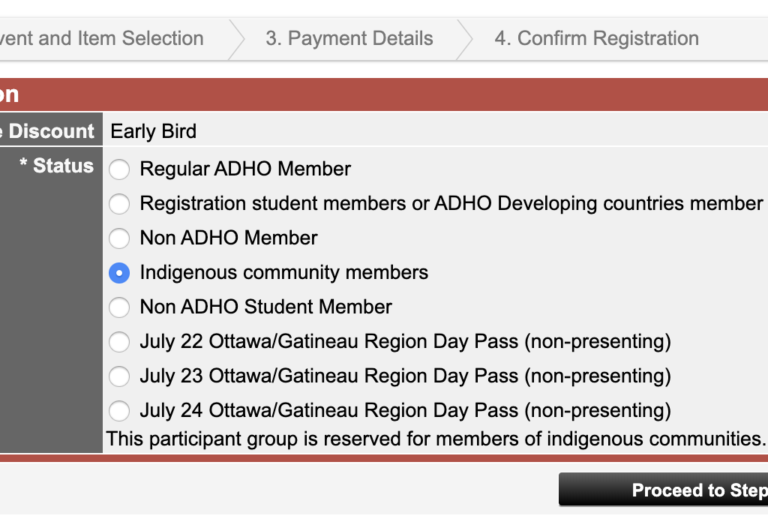 and Item Selection 3. Payment Details 4. Confirm Registration
Discount Early Bird
* Status Regular ADHO Member
Registration student members or ADHO Developing countries member
Non ADHO Member
Indigenous community members
Non ADHO Student Member
July 22 Ottawa/Gatineau Region Day Pass (non-presenting)
July 23 Ottawa/Gatineau Region Day Pass (non-presenting)
July 24 Ottawa/Gatineau Region Day Pass (non-presenting)
This participant group is reserved for members of indigenous communities.
Proceed to Step